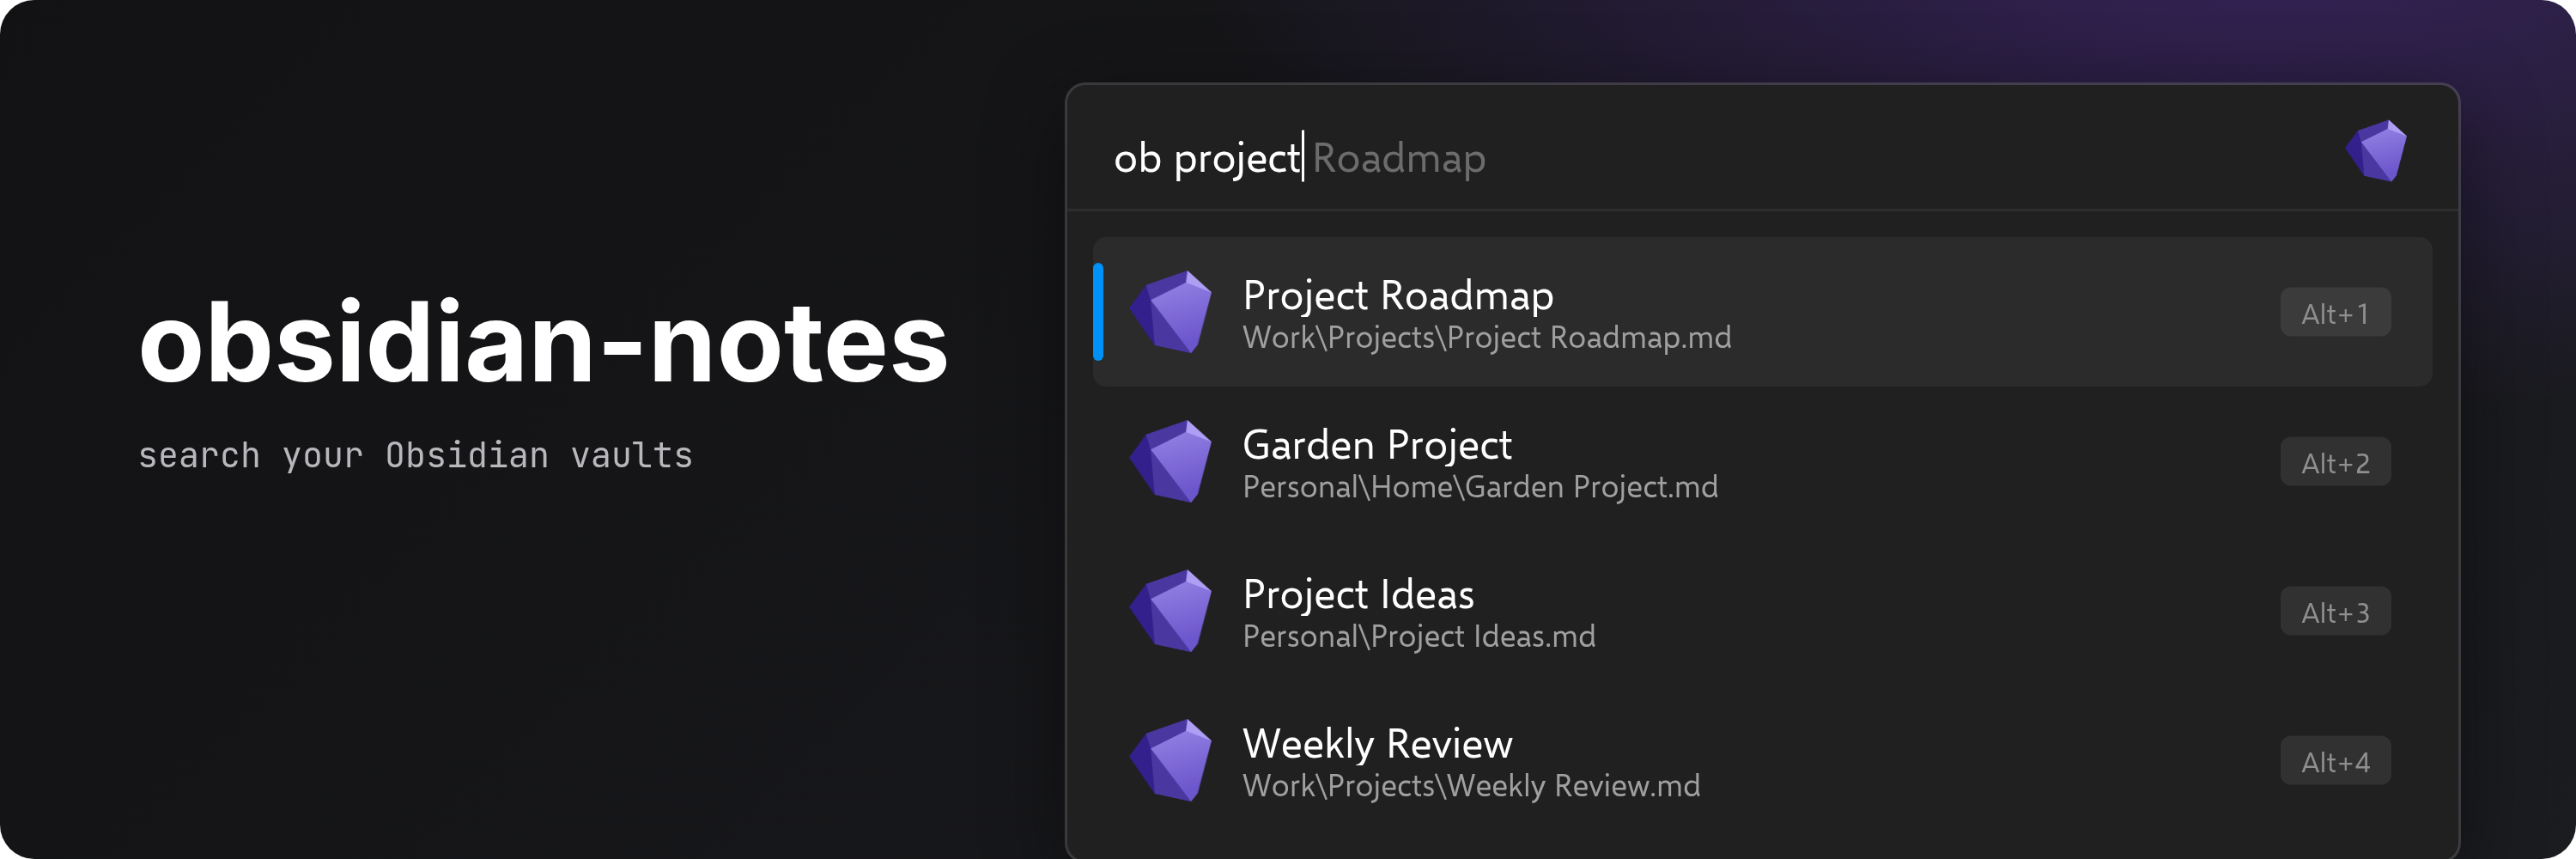 obsidian-notes
search your Obsidian vaults
ob project Roadmap
Project Roadmap
Work\Projects\Project Roadmap.md
Alt+1
Garden Project
Personal\Home\Garden Project.md
Alt+2
Project Ideas
Personal\Project Ideas.md
Alt+3
Weekly Review
Work\Projects\Weekly Review.md
Alt+4